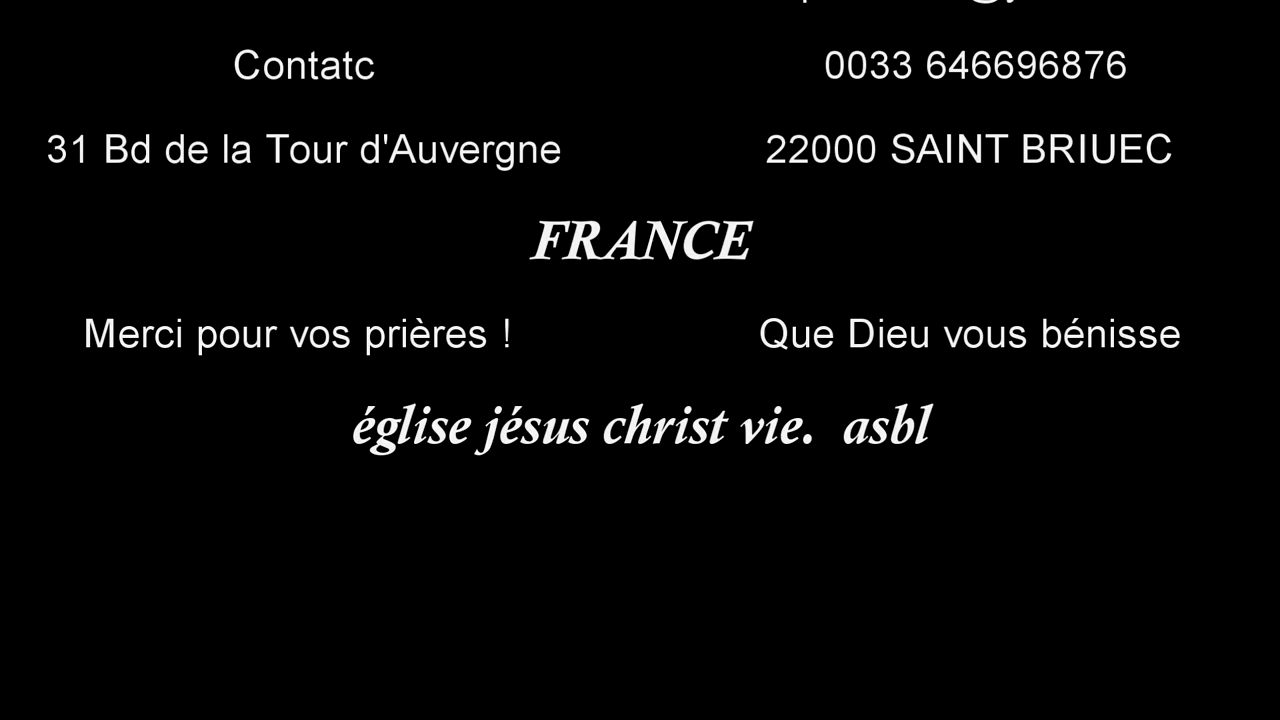 Contatc 0033 646696876
31 Bd de la Tour d'Auvergne 22000 SAINT BRIUEC
FRANCE
Merci pour vos prières ! Que Dieu vous bénisse
église jésus christ vie. asbl